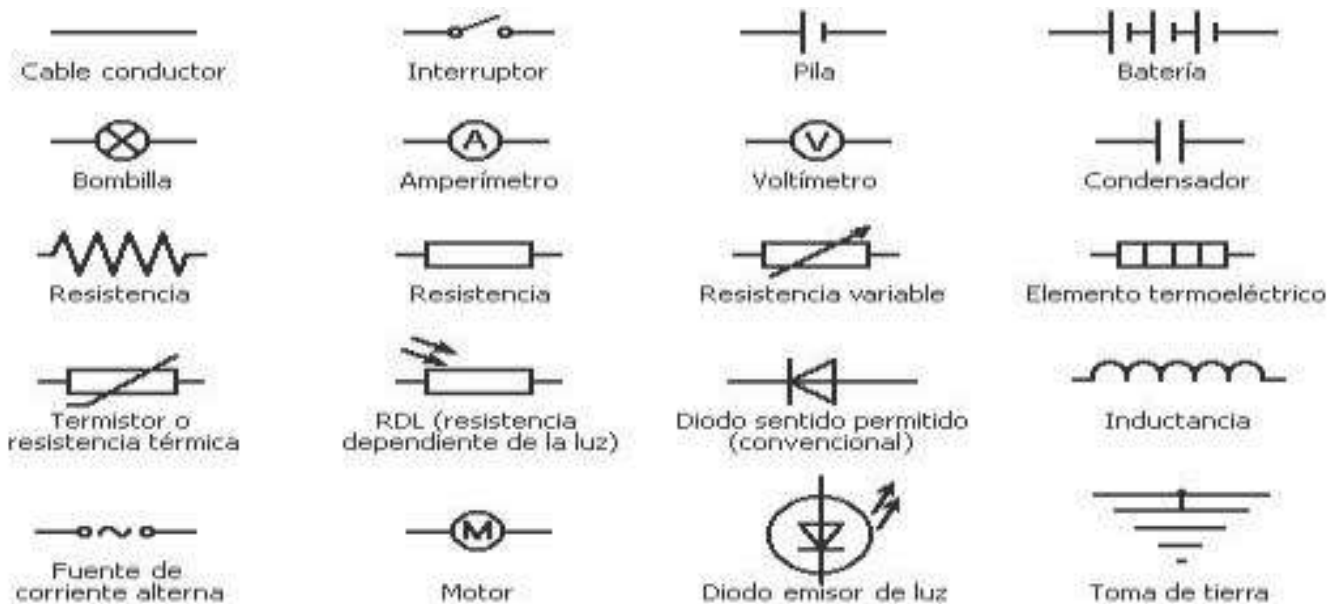 Cable conductor
Interruptor
Pila
Batería
Bombilla
A
Amperímetro
V
Voltímetro
Condensador
Resistencia
Resistencia
Resistencia variable
Elemento termoeléctrico
Termistor o
resistencia térmica
RDL (resistencia
dependiente de la luz)
Diodo sentido permitido
(convencional)
Inductancia
Fuente de
corriente alterna
M
Motor
Diodo emisor de luz
Toma de tierra